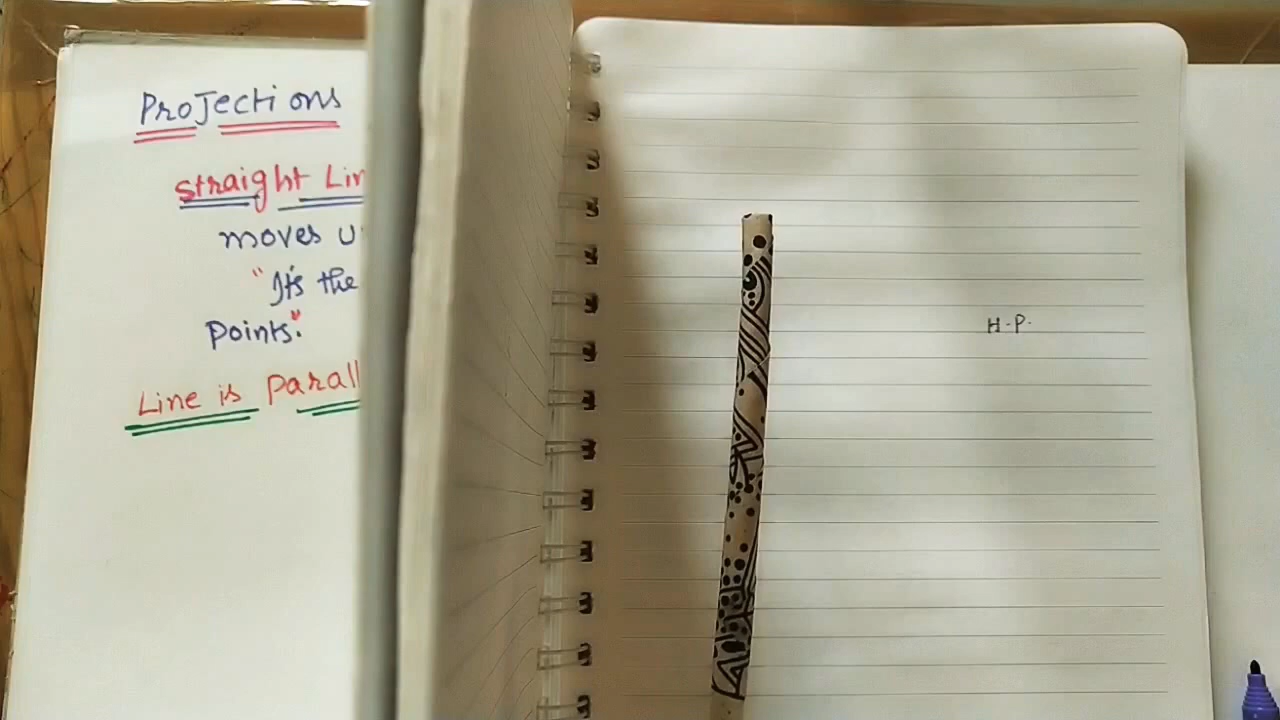 Projections
straight Lin
moves u
"It's the
points."
Line is Parall
H.P.